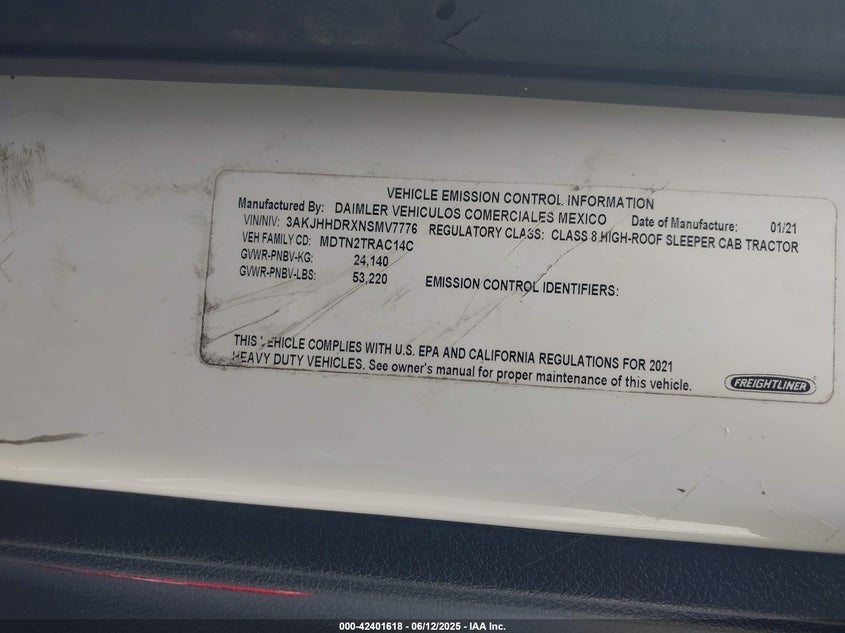 VEHICLE EMISSION CONTROL INFORMATION
Manufactured By: DAIMLER VEHICULOS COMERCIALES MEXICO Date of Manufacture: 01/21
VIN/NIV: 3AKJHHDRXNSMV7776 REGULATORY CLASS: CLASS 8 HIGH-ROOF SLEEPER CAB TRACTOR
VEH FAMILY CD: MDTN2TRAC14C
GVWR-PNBV-KG: 24,140
GVWR-PNBV-LBS: 53,220 EMISSION CONTROL IDENTIFIERS:
THIS VEHICLE COMPLIES WITH U.S. EPA AND CALIFORNIA REGULATIONS FOR 2021
HEAVY DUTY VEHICLES. See owner's manual for proper maintenance of this vehicle.
FREIGHTLINER
000-42401618 - 06/12/2025 - IAA Inc.